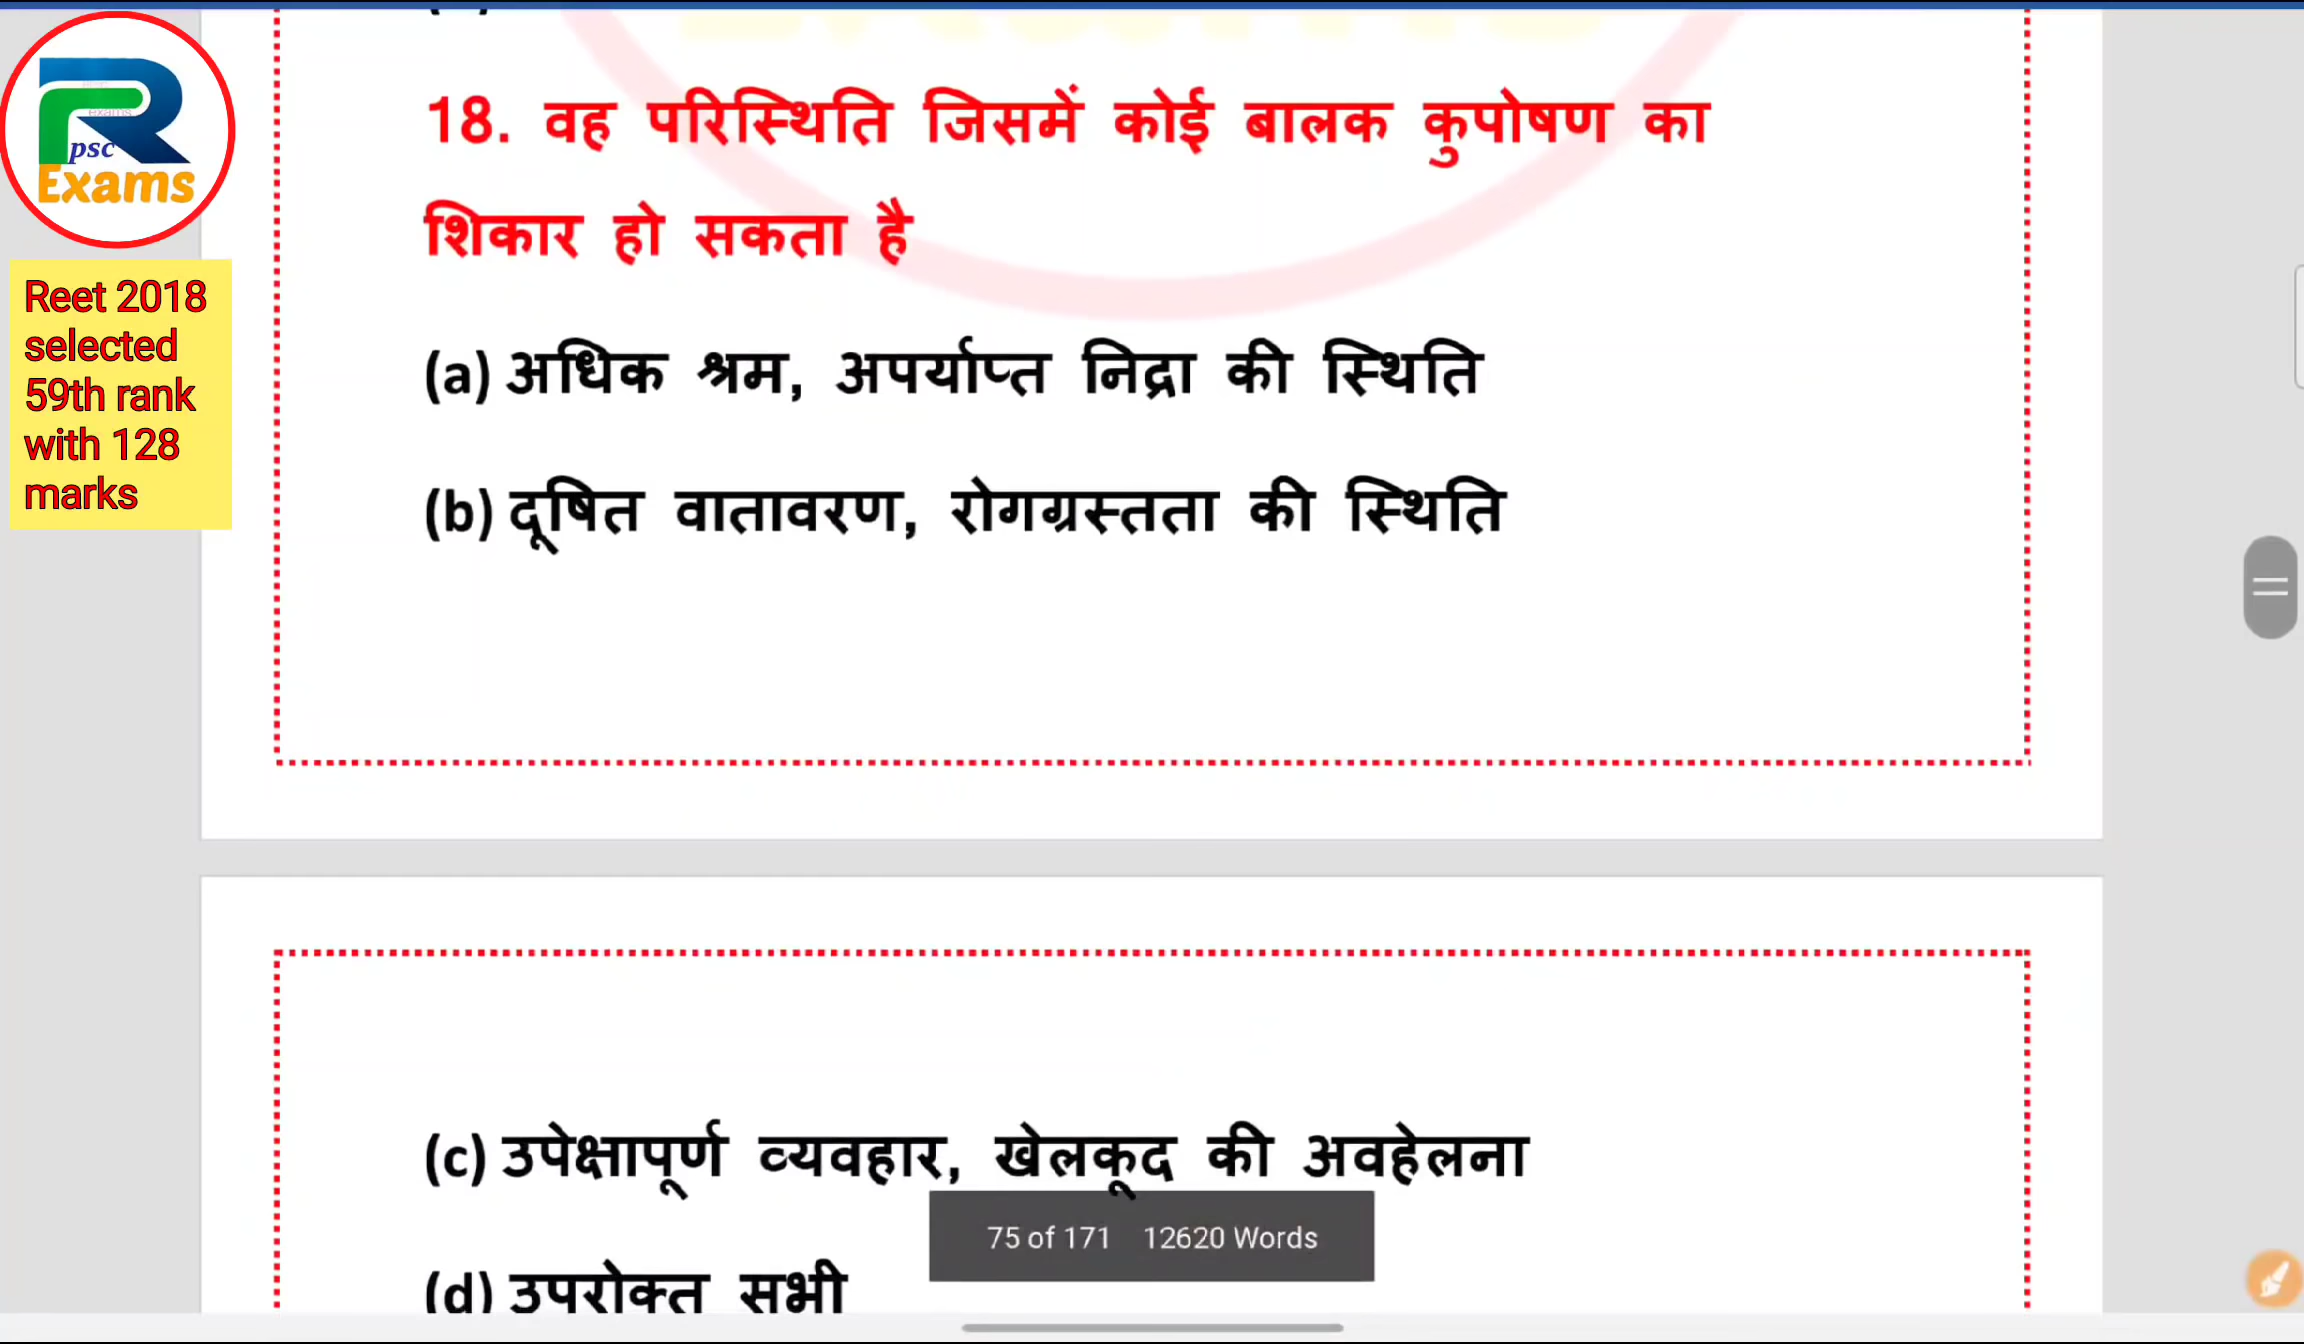 R
psc
Exams
Reet 2018
selected
59th rank
with 128
marks
18. वह परिस्थिति जिसमें कोई बालक कुपोषण का
शिकार हो सकता है
(a) अधिक श्रम, अपर्याप्त निद्रा की स्थिति
(b) दूषित वातावरण, रोगग्रस्तता की स्थिति
(c) उपेक्षापूर्ण व्यवहार, खेलकूद की अवहेलना
75 of 171 12620 Words
(d) उपरोक्त सभी